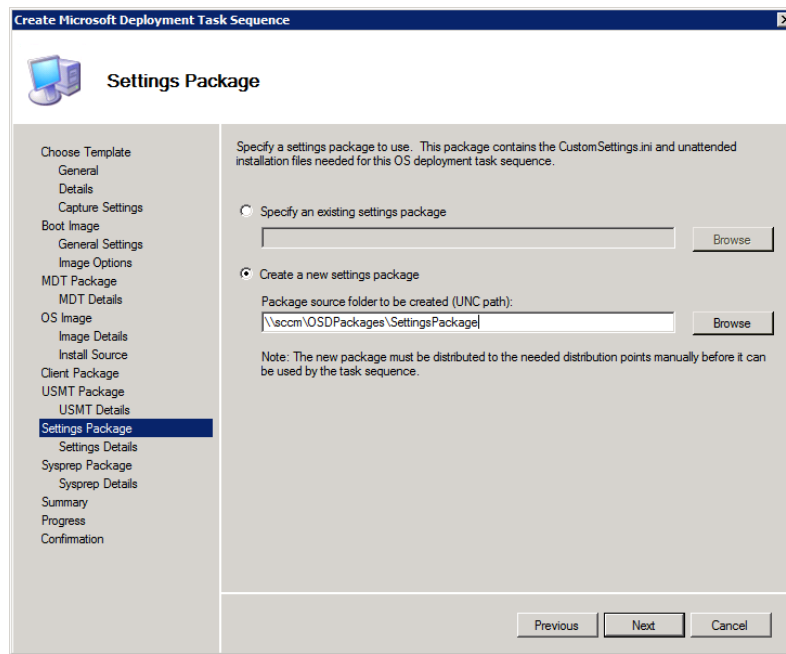 Create Microsoft Deployment Task Sequence
Settings Package
Choose Template
General
Details
Capture Settings
Boot Image
General Settings
Image Options
MDT Package
MDT Details
OS Image
Image Details
Install Source
Client Package
USMT Package
USMT Details
Settings Package
Settings Details
Sysprep Package
Sysprep Details
Summary
Progress
Confirmation
Specify a settings package to use.  This package contains the CustomSettings.ini and unattended
installation files needed for this OS deployment task sequence.
Specify an existing settings package
Browse
Create a new settings package
Package source folder to be created (UNC path):
\\sccm\OSDPackages\SettingsPackage
Browse
Note: The new package must be distributed to the needed distribution points manually before it can
be used by the task sequence.
Previous
Next
Cancel